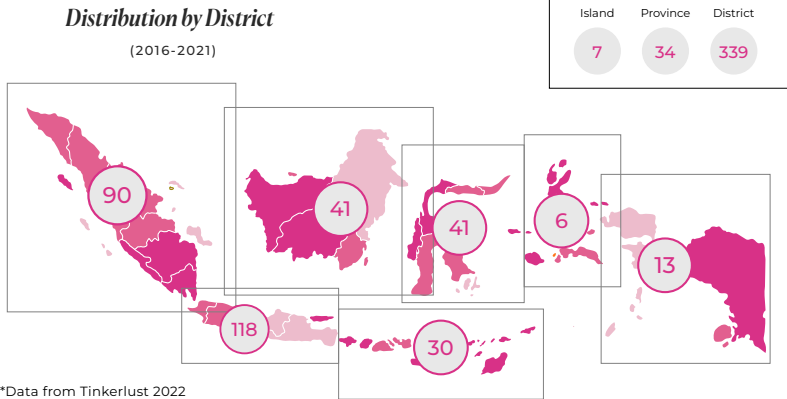 Distribution by District
(2016-2021)
Island Province District
7 34 339
90
41
41
6
13
118
30
*Data from Tinkerlust 2022